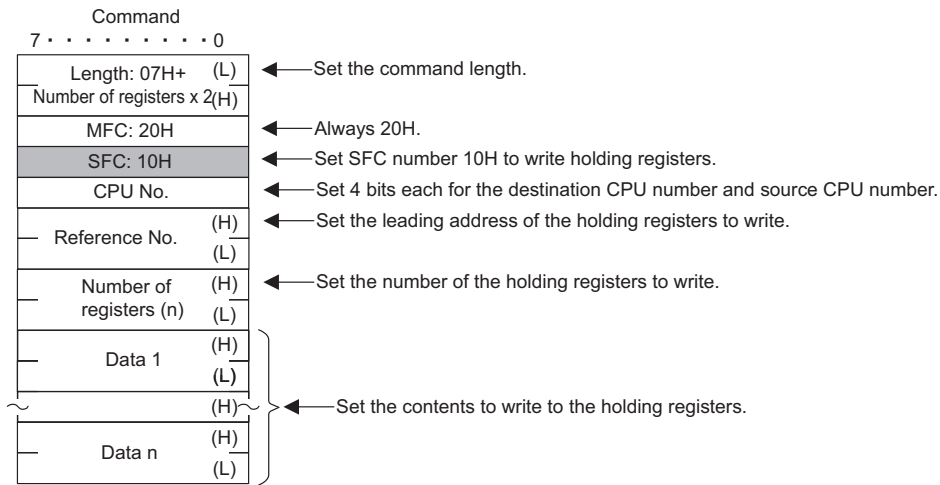 Command
7 · · · · · · · · · 0
Length: 07H+ (L)
Number of registers x 2 (H)
Set the command length.
MFC: 20H
Always 20H.
SFC: 10H
Set SFC number 10H to write holding registers.
CPU No.
Set 4 bits each for the destination CPU number and source CPU number.
Reference No. (H)
(L)
Set the leading address of the holding registers to write.
Number of (H)
registers (n) (L)
Set the number of the holding registers to write.
Data 1 (H)
(L)
(H)
Set the contents to write to the holding registers.
Data n (H)
(L)